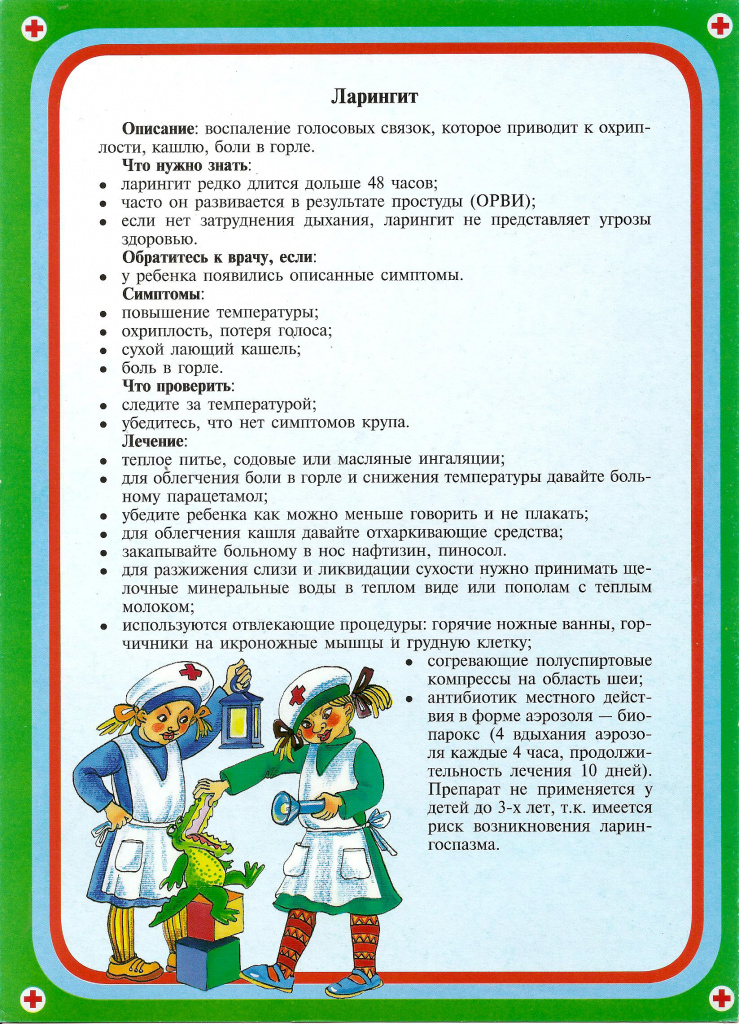 Ларингит
Описание: воспаление голосовых связок, которое приводит к охрип-
лости, кашлю, боли в горле.
Что нужно знать:
• ларингит редко длится дольше 48 часов;
• часто он развивается в результате простуды (ОРВИ);
• если нет затруднения дыхания, ларингит не представляет угрозы
здоровью.
Обратитесь к врачу, если:
• у ребенка появились описанные симптомы.
Симптомы:
• повышение температуры;
• охриплость, потеря голоса;
• сухой лающий кашель;
• боль в горле.
Что проверить:
• следите за температурой;
• убедитесь, что нет симптомов крупа.
Лечение:
• теплое питье, содовые или масляные ингаляции;
• для облегчения боли в горле и снижения температуры давайте боль-
ному парацетамол;
• убедите ребенка как можно меньше говорить и не плакать;
• для облегчения кашля давайте отхаркивающие средства;
• закапывайте больному в нос нафтизин, пиносол.
• для разжижения слизи и ликвидации сухости нужно принимать ще-
лочные минеральные воды в теплом виде или пополам с теплым
молоком;
• используются отвлекающие процедуры: горячие ножные ванны, гор-
чичники на икроножные мышцы и грудную клетку;
• согревающие полуспиртовые
компрессы на область шеи;
• антибиотик местного дейст-
вия в форме аэрозоля — био-
парокс (4 вдыхания аэрозо-
ля каждые 4 часа, продолжи-
тельность лечения 10 дней).
Препарат не применяется у
детей до 3-х лет, т.к. имеется
риск возникновения ларин-
госпазма.